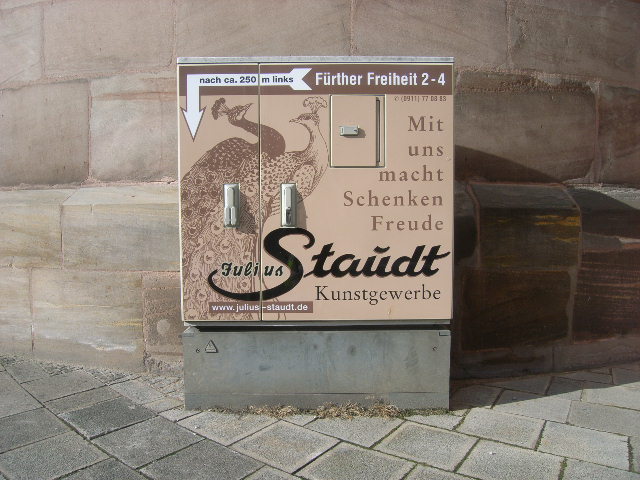 nach ca. 250 m links
Fürther Freiheit 2-4
✆ (0911) 77 08 83
Mit
uns
macht
Schenken
Freude
Julius Staudt
Kunstgewerbe
www.julius-staudt.de